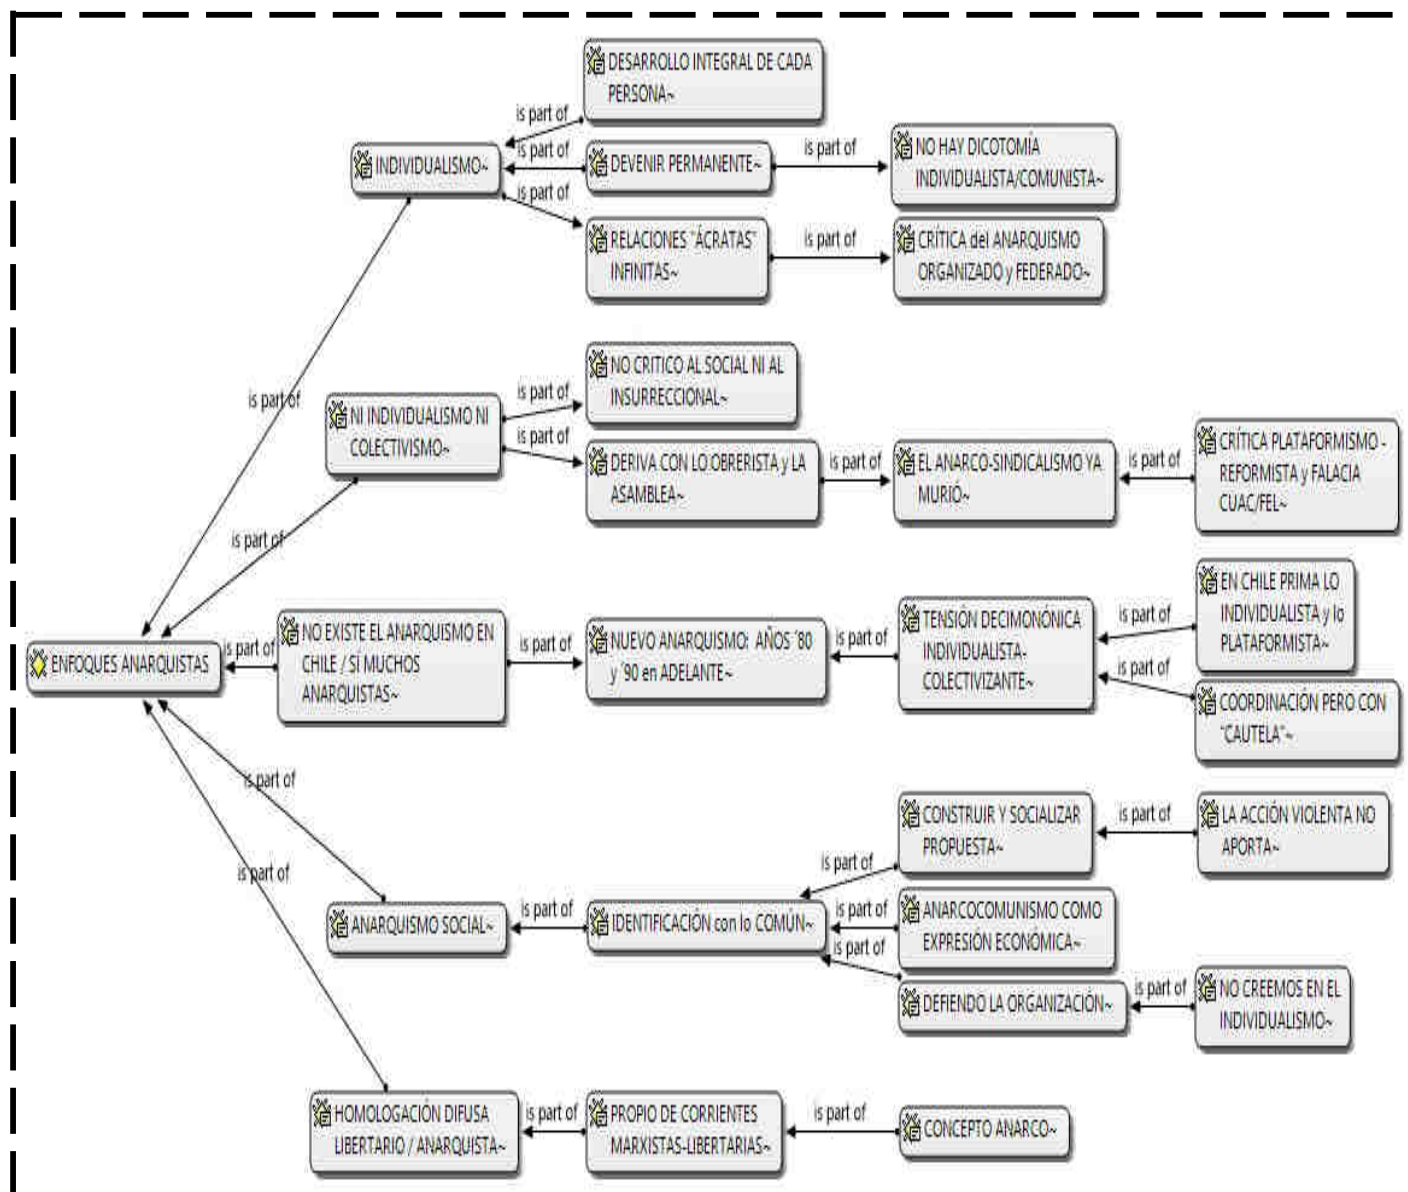 DESARROLLO INTEGRAL DE CADA
PERSONA~
is part of
INDIVIDUALISMO~
is part of
DEVENIR PERMANENTE~
is part of
NO HAY DICOTOMÍA
INDIVIDUALISTA/COMUNISTA~
is part of
RELACIONES "ÁCRATAS"
INFINITAS~
is part of
CRÍTICA del ANARQUISMO
ORGANIZADO y FEDERADO~
is part of
NI INDIVIDUALISMO NI
COLECTIVISMO~
is part of
NO CRITICO AL SOCIAL NI AL
INSURRECCIONAL~
is part of
DERIVA CON LO OBRERISTA y LA
ASAMBLEA~
is part of
EL ANARCO-SINDICALISMO YA
MURIÓ~
is part of
CRÍTICA PLATAFORMISMO -
REFORMISTA y FALACIA
CUAC/FEL~
is part of
ENFOQUES ANARQUISTAS
is part of
NO EXISTE EL ANARQUISMO EN
CHILE / SÍ MUCHOS
ANARQUISTAS~
is part of
NUEVO ANARQUISMO: AÑOS ´80
y ´90 en ADELANTE~
is part of
TENSIÓN DECIMONÓNICA
INDIVIDUALISTA-
COLECTIVIZANTE~
is part of
EN CHILE PRIMA LO
INDIVIDUALISTA y lo
PLATAFORMISTA~
is part of
COORDINACIÓN PERO CON
"CAUTELA"~
is part of
ANARQUISMO SOCIAL~
is part of
IDENTIFICACIÓN con lo COMÚN~
is part of
CONSTRUIR Y SOCIALIZAR
PROPUESTA~
is part of
LA ACCIÓN VIOLENTA NO
APORTA~
is part of
ANARCOCOMUNISMO COMO
EXPRESIÓN ECONÓMICA~
is part of
DEFIENDO LA ORGANIZACIÓN~
is part of
NO CREEMOS EN EL
INDIVIDUALISMO~
is part of
HOMOLOGACIÓN DIFUSA
LIBERTARIO / ANARQUISTA~
is part of
PROPIO DE CORRIENTES
MARXISTAS-LIBERTARIAS~
is part of
CONCEPTO ANARCO~